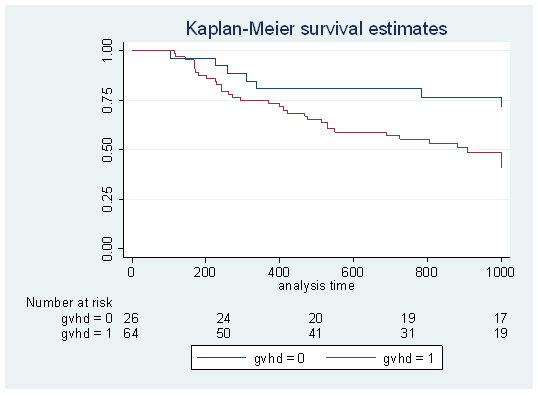 Kaplan-Meier survival estimates
1.00
0.75
0.50
0.25
0.00
0 200 400 600 800 1000
analysis time
Number at risk
gvhd = 0 26 24 20 19 17
gvhd = 1 64 50 41 31 19
gvhd = 0 gvhd = 1